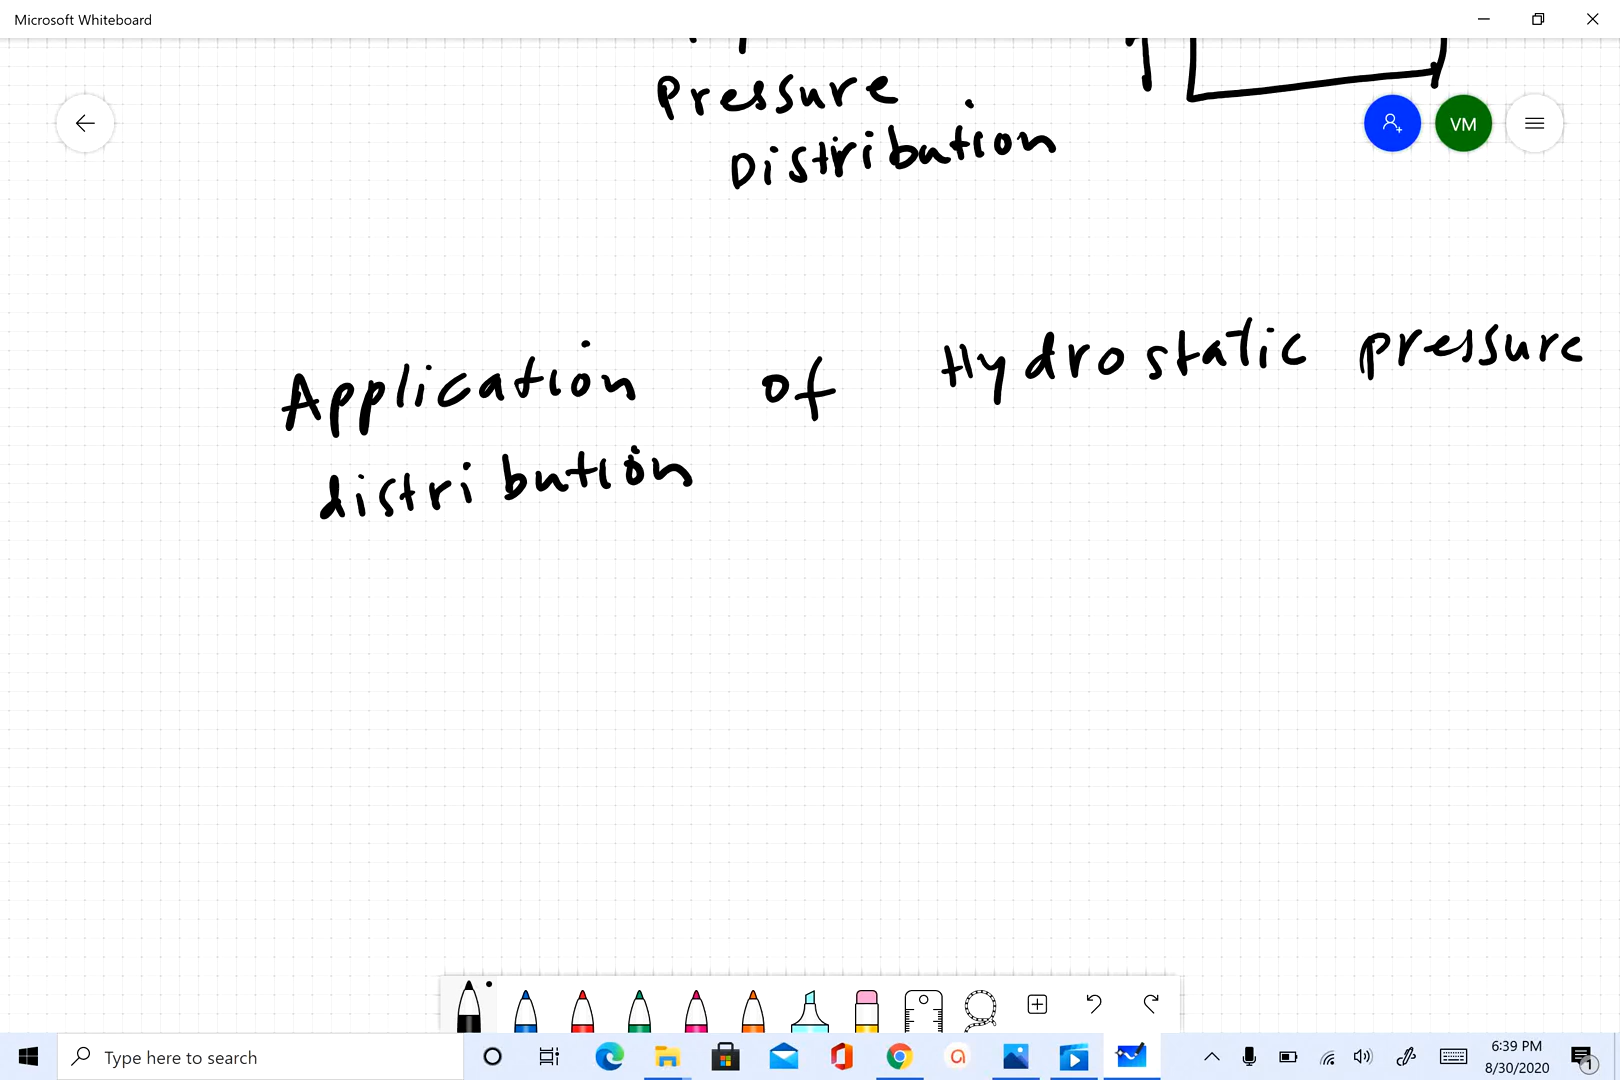 Microsoft Whiteboard
Pressure
Distribution
VM
Application of Hydrostatic pressure
distribution
Type here to search
6:39 PM
8/30/2020
1